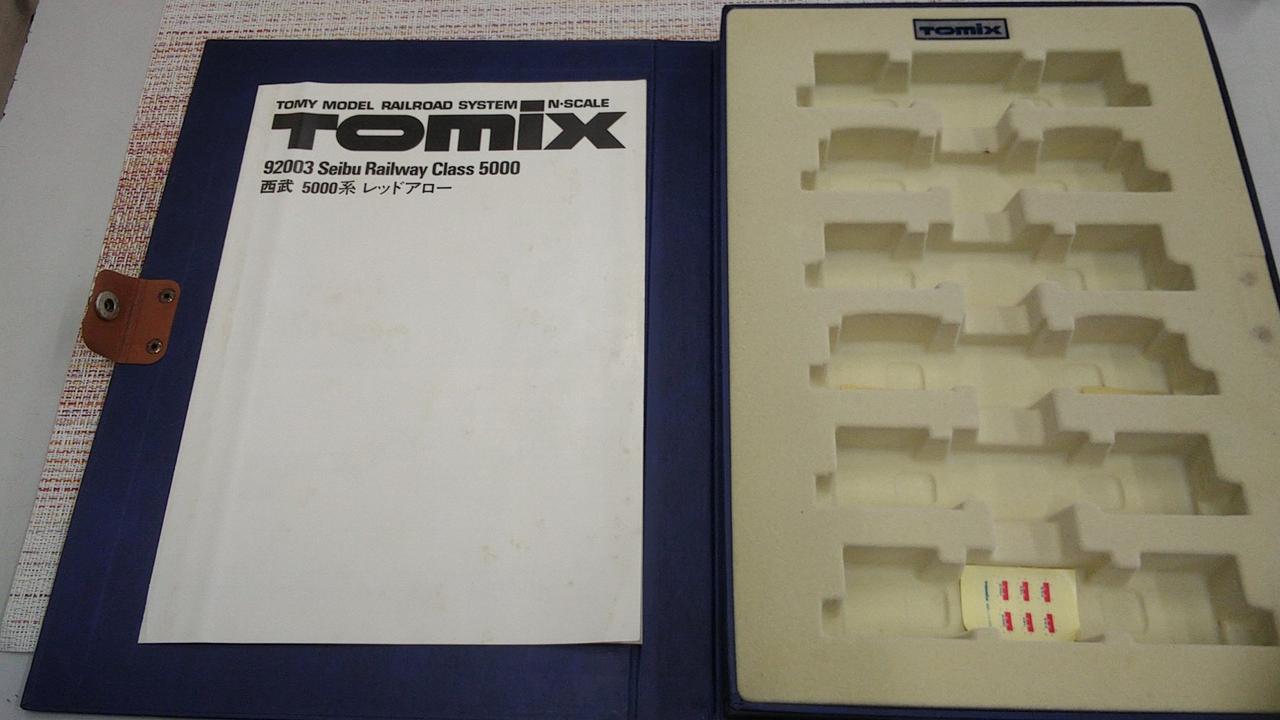 TOMY MODEL RAILROAD SYSTEM N·SCALE
TOMIX
92003 Seibu Railway Class 5000
西武 5000系 レッドアロー
TOMIX